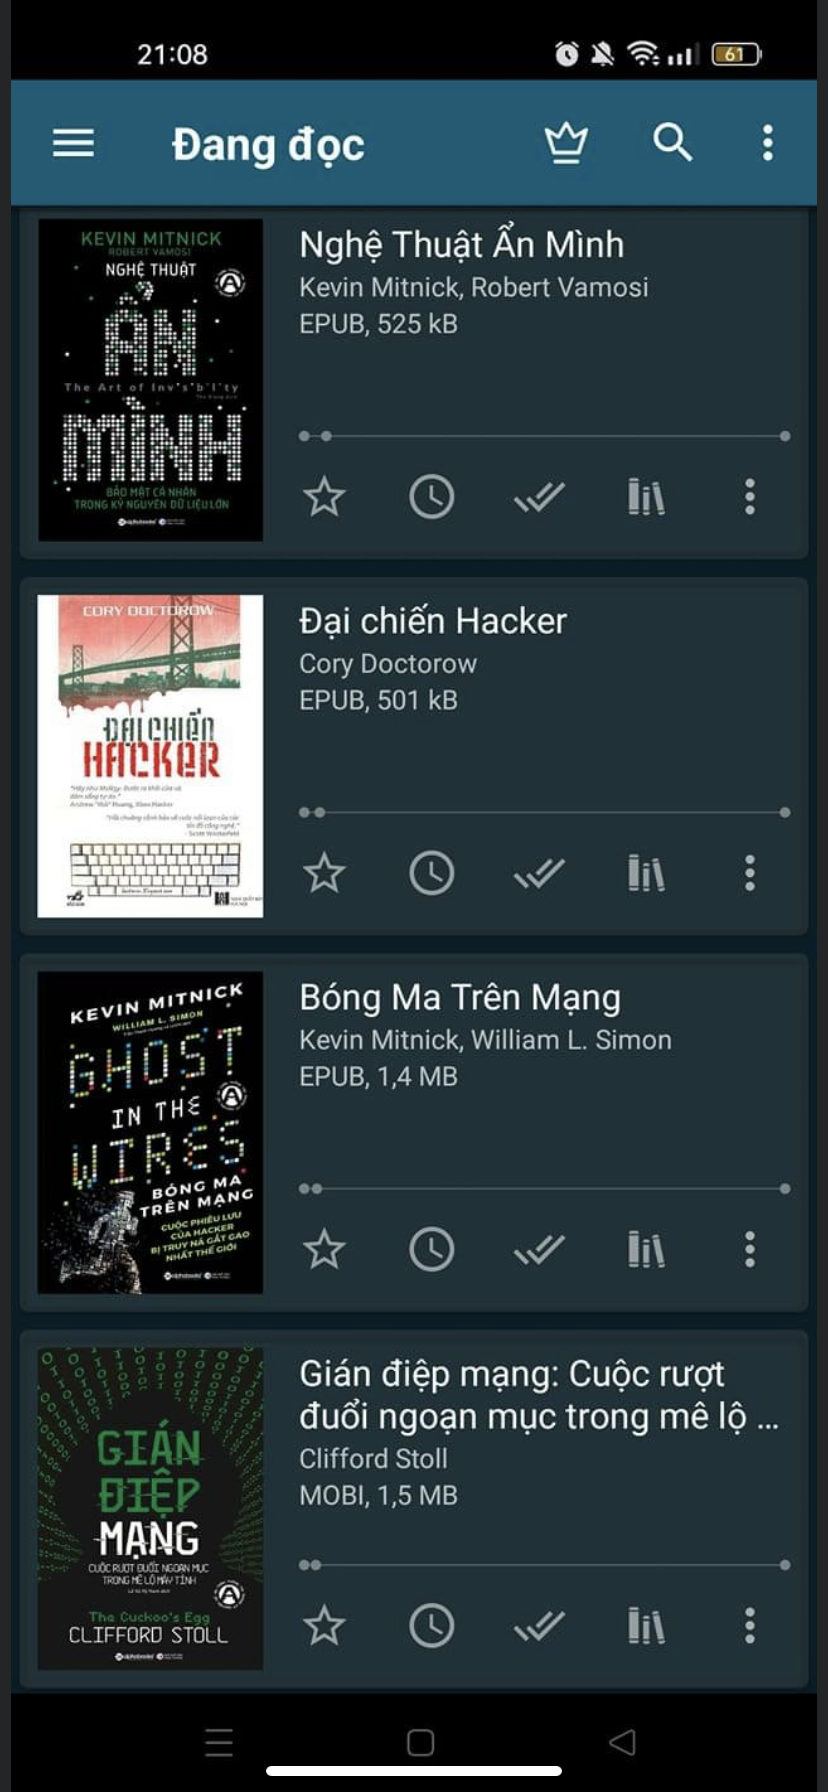 21:08
61
Đang đọc
KEVIN MITNICK
ROBERT VAMOSI
NGHỆ THUẬT
ẨN
The Art of Inv's'b'l'ty
MÌNH
BẢO MẬT CÁ NHÂN
TRONG KỶ NGUYÊN DỮ LIỆU LỚN
alphabooks
Nghệ Thuật Ẩn Mình
Kevin Mitnick, Robert Vamosi
EPUB, 525 kB
CORY DOCTOROW
ĐẠI CHIẾN
HACKER
Đại chiến Hacker
Cory Doctorow
EPUB, 501 kB
KEVIN MITNICK
WILLIAM L. SIMON
GHOST
IN THE
WIRES
BÓNG MA
TRÊN MẠNG
CUỘC PHIÊU LƯU
CỦA HACKER
BỊ TRUY NÃ GẮT GAO
NHẤT THẾ GIỚI
alphabooks
Bóng Ma Trên Mạng
Kevin Mitnick, William L. Simon
EPUB, 1,4 MB
GIÁN
ĐIỆP
MẠNG
CUỘC RƯỢT ĐUỔI NGOẠN MỤC
TRONG MÊ LỘ MÁY TÍNH
The Cuckoo's Egg
CLIFFORD STOLL
alphabooks
Gián điệp mạng: Cuộc rượt
đuổi ngoạn mục trong mê lộ ...
Clifford Stoll
MOBI, 1,5 MB